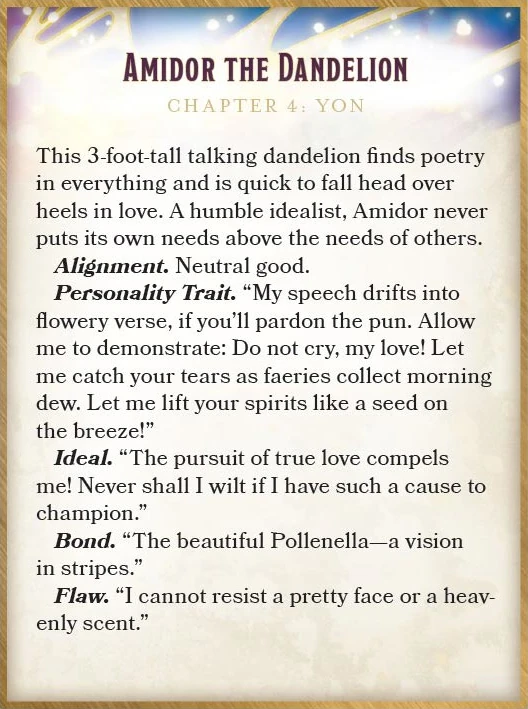 AMIDOR THE DANDELION
CHAPTER 4: YON
This 3-foot-tall talking dandelion finds poetry
in everything and is quick to fall head over
heels in love. A humble idealist, Amidor never
puts its own needs above the needs of others.
Alignment. Neutral good.
Personality Trait. “My speech drifts into
flowery verse, if you’ll pardon the pun. Allow
me to demonstrate: Do not cry, my love! Let
me catch your tears as faeries collect morning
dew. Let me lift your spirits like a seed on
the breeze!”
Ideal. “The pursuit of true love compels
me! Never shall I wilt if I have such a cause to
champion.”
Bond. “The beautiful Pollenella—a vision
in stripes.”
Flaw. “I cannot resist a pretty face or a heav-
enly scent.”